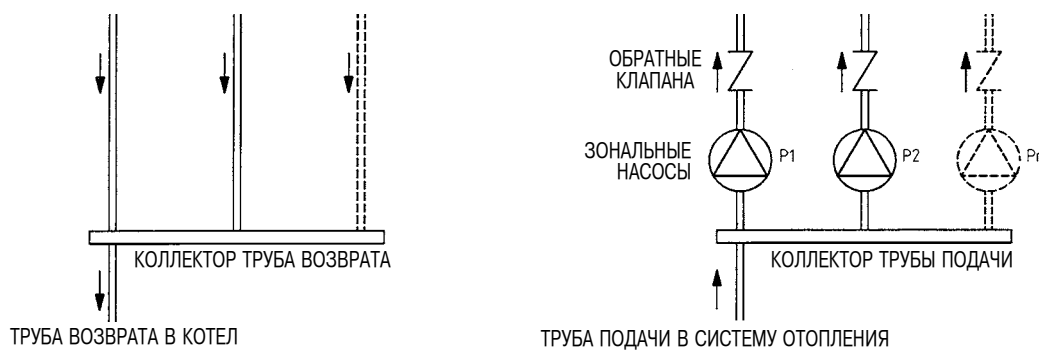 ОБРАТНЫЕ
КЛАПАНА
ЗОНАЛЬНЫЕ
НАСОСЫ
P1
P2
Pn
КОЛЛЕКТОР ТРУБА ВОЗВРАТА
КОЛЛЕКТОР ТРУБЫ ПОДАЧИ
ТРУБА ВОЗВРАТА В КОТЕЛ
ТРУБА ПОДАЧИ В СИСТЕМУ ОТОПЛЕНИЯ